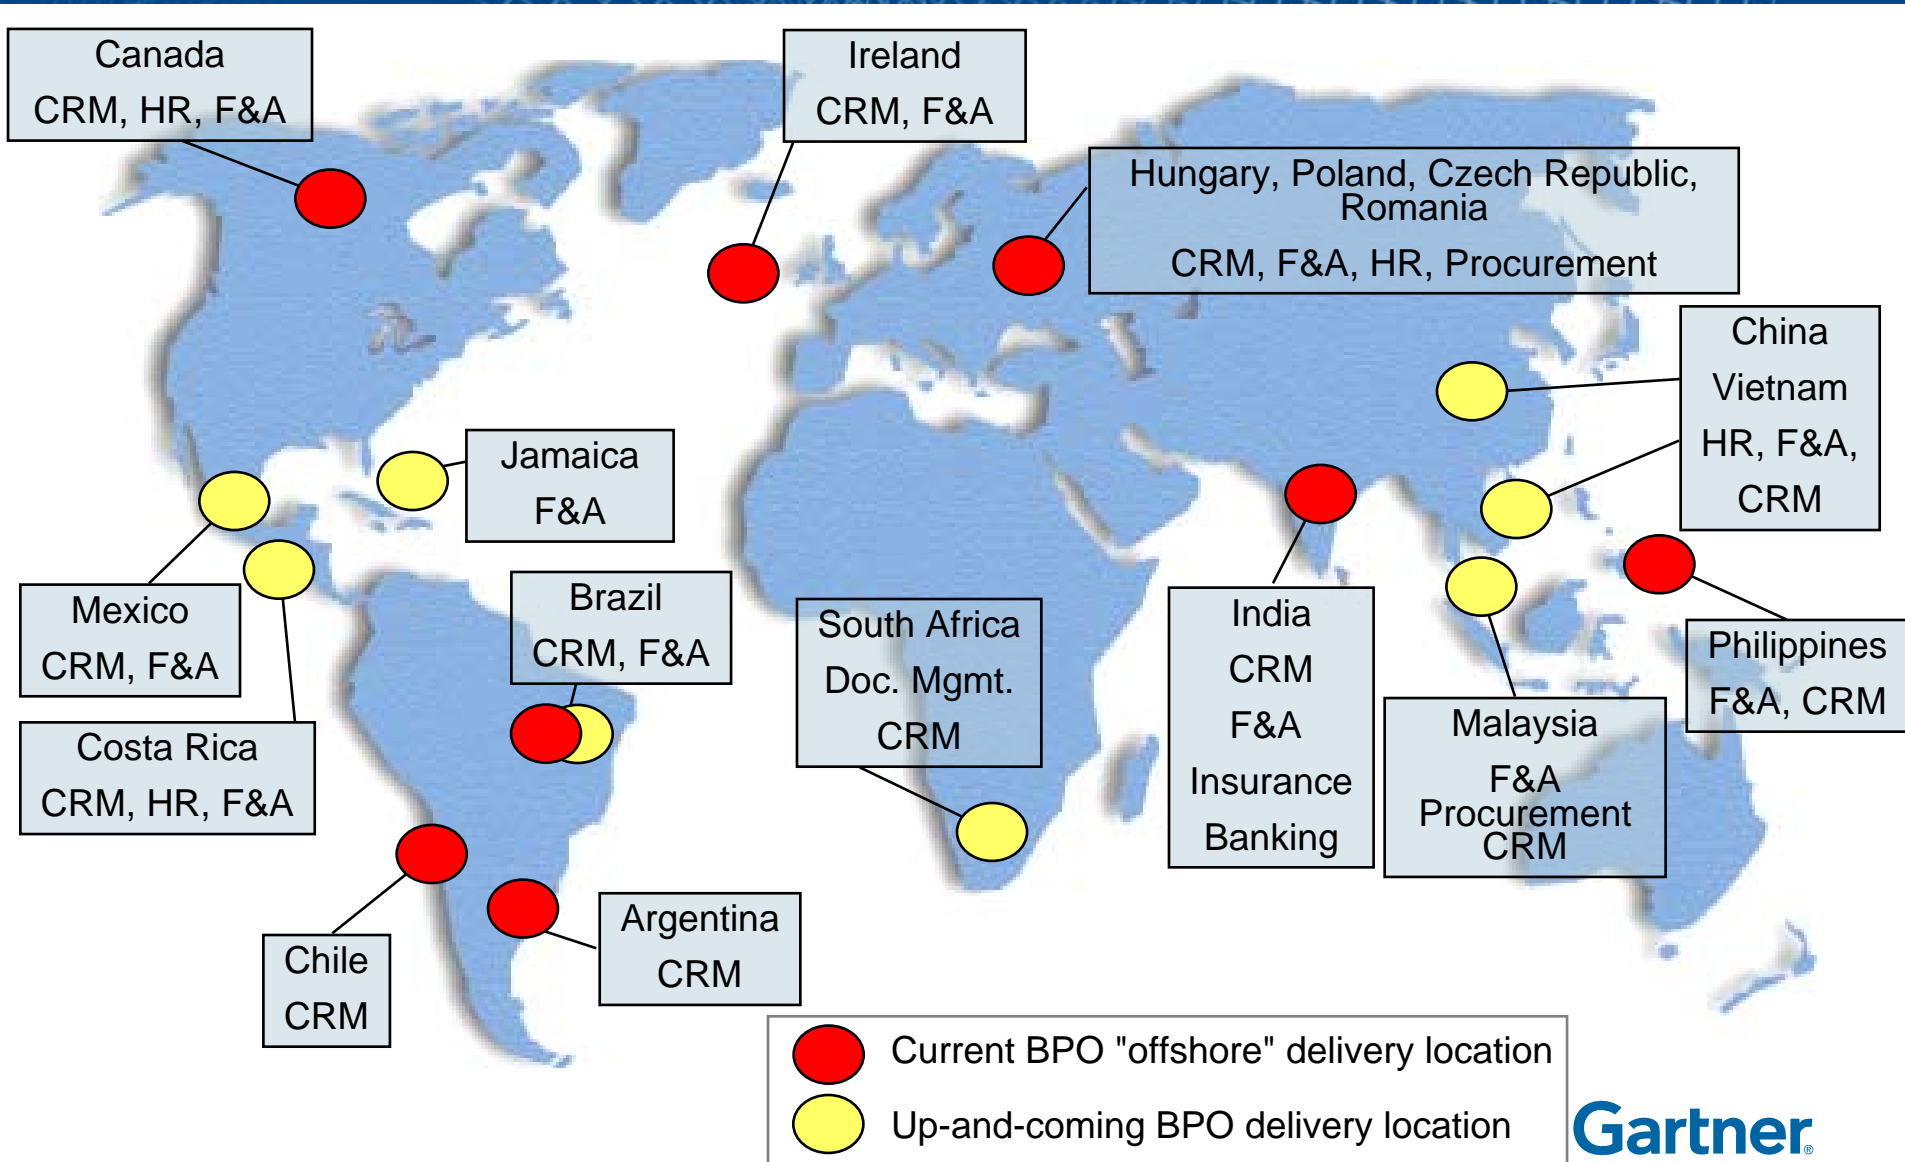 Canada
CRM, HR, F&A
Ireland
CRM, F&A
Hungary, Poland, Czech Republic,
Romania
CRM, F&A, HR, Procurement
China
Vietnam
HR, F&A,
CRM
Jamaica
F&A
Mexico
CRM, F&A
Costa Rica
CRM, HR, F&A
Brazil
CRM, F&A
South Africa
Doc. Mgmt.
CRM
India
CRM
F&A
Insurance
Banking
Malaysia
F&A
Procurement
CRM
Philippines
F&A, CRM
Chile
CRM
Argentina
CRM
Current BPO "offshore" delivery location
Up-and-coming BPO delivery location
Gartner®